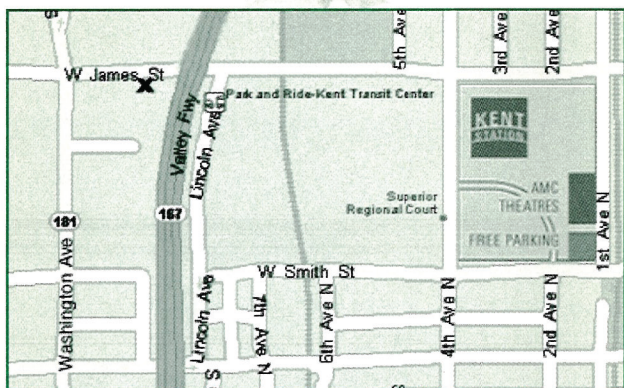 S
5th Ave N
3rd Ave
2nd Ave
W James St
X
Park and Ride-Kent Transit Center
Valley Fwy
Lincoln Ave
KENT
STATION
AMC
THEATRES
Superior
Regional Court
181
167
FREE PARKING
1st Ave N
W Smith St
Washington Ave
Lincoln Ave
S
7th Ave N
6th Ave N
4th Ave N
2nd Ave N